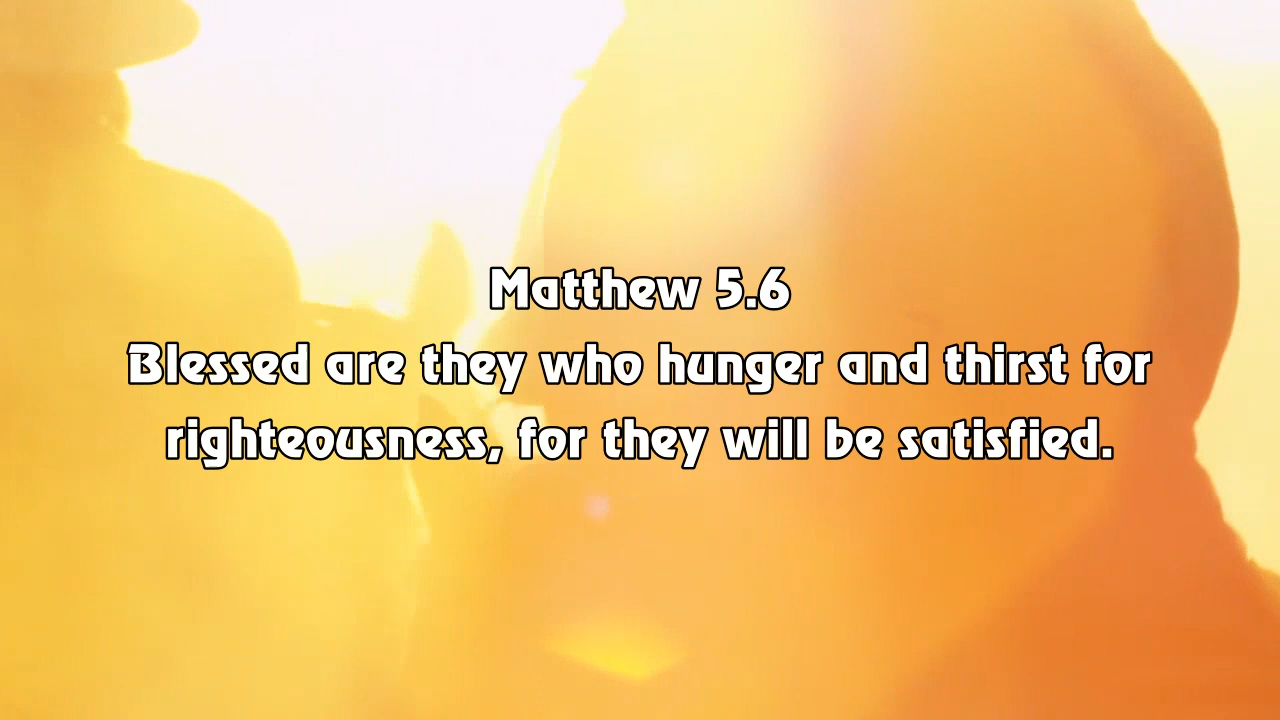 Matthew 5.6
Blessed are they who hunger and thirst for
righteousness, for they will be satisfied.